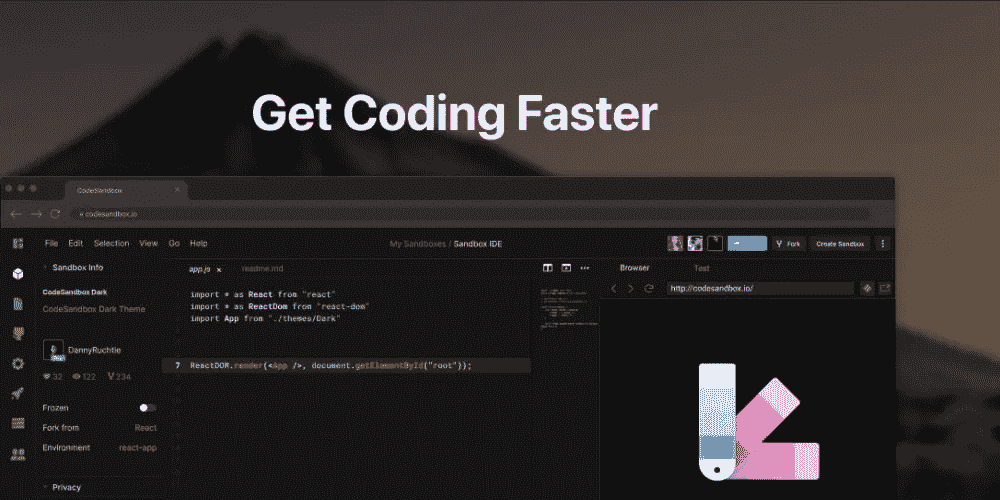 Get Coding Faster
CodeSandbox ×
codesandbox.io
File Edit Selection View Go Help
My Sandboxes / Sandbox IDE
Fork
Create Sandbox
Sandbox Info
app.js ×
readme.md
Browser
Test
CodeSandbox Dark
CodeSandbox Dark Theme
http://codesandbox.io/
import * as React from "react"
import * as ReactDom from "react-dom"
import App from "./themes/Dark"
DannyRuchtie
7 ReactDOM.render(<App />, document.getElementById("root"));
32 122 234
Frozen
Fork from React
Environment react-app
Privacy